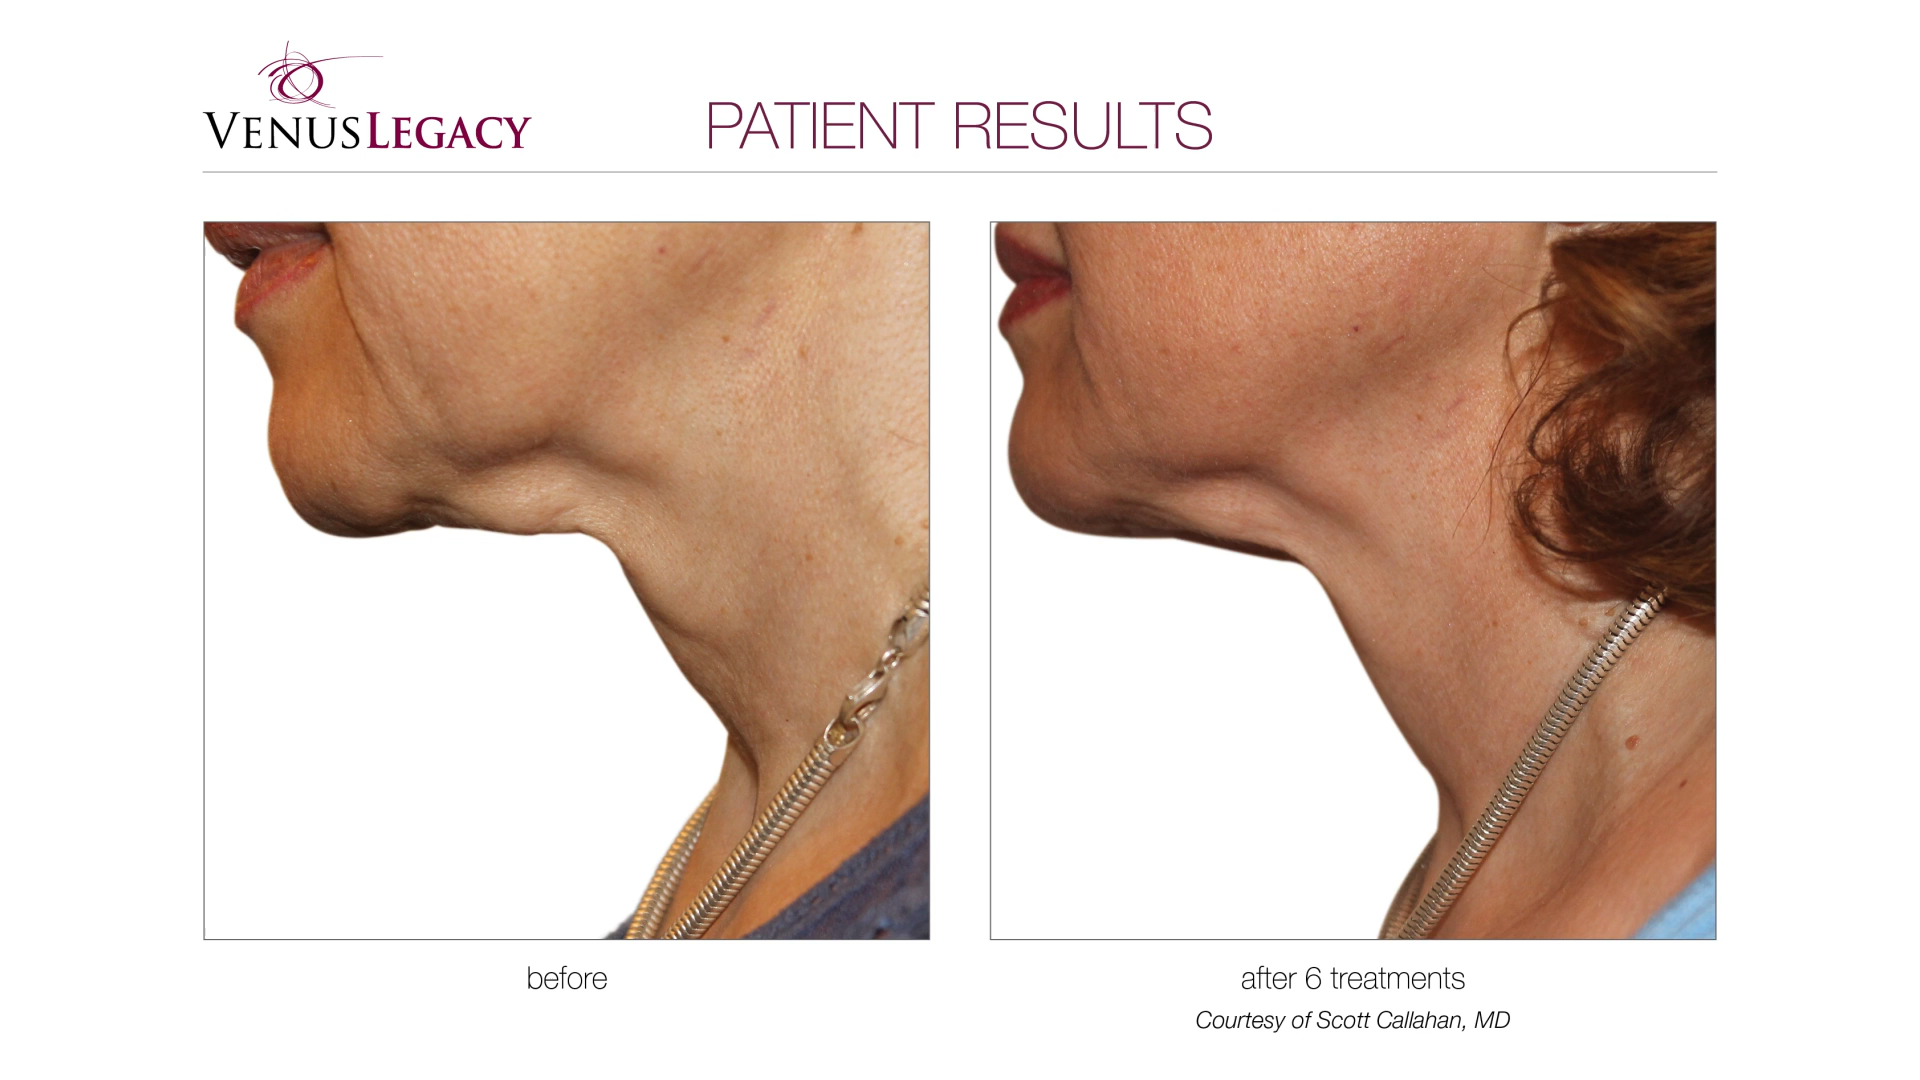 VENUS LEGACY
PATIENT RESULTS
before
after 6 treatments
Courtesy of Scott Callahan, MD